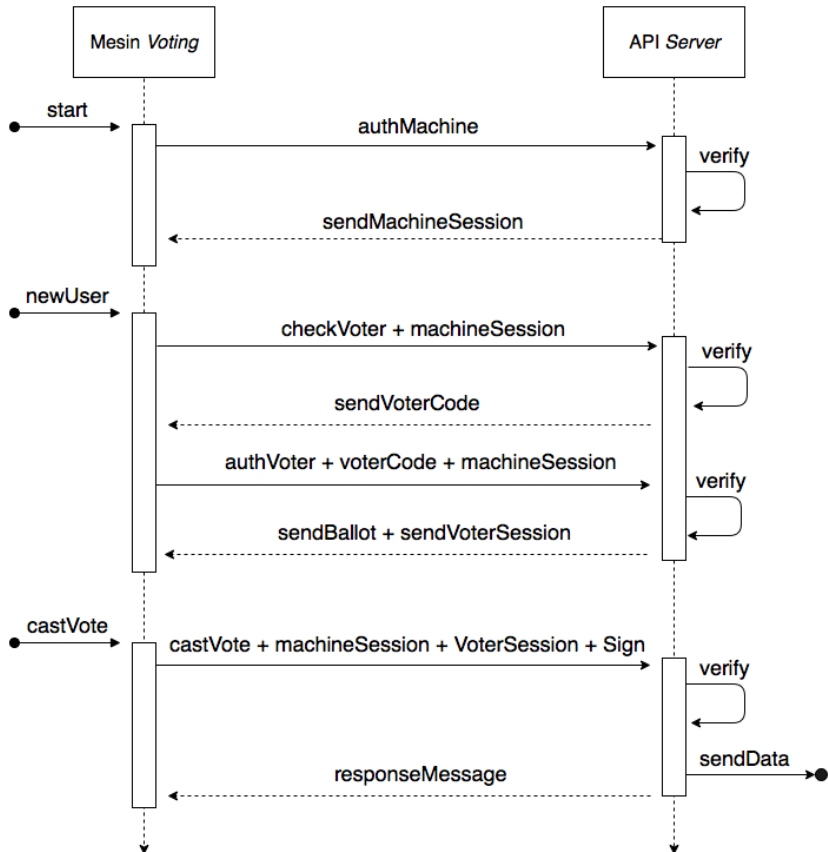 Mesin Voting
API Server
start
authMachine
verify
sendMachineSession
newUser
checkVoter + machineSession
verify
sendVoterCode
authVoter + voterCode + machineSession
verify
sendBallot + sendVoterSession
castVote
castVote + machineSession + VoterSession + Sign
verify
sendData
responseMessage